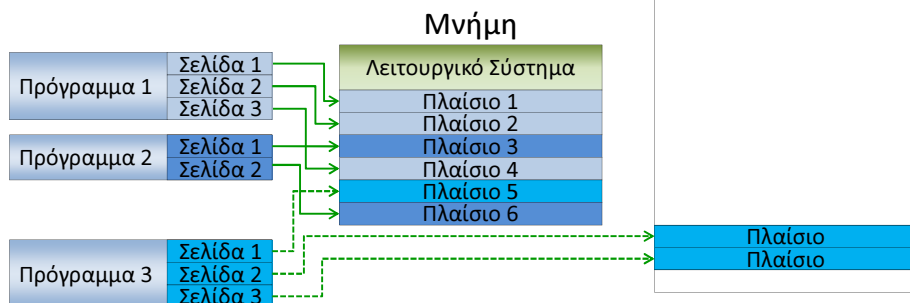 Μνήμη
Λειτουργικό Σύστημα
Πρόγραμμα 1
Σελίδα 1
Σελίδα 2
Σελίδα 3
Πλαίσιο 1
Πλαίσιο 2
Πρόγραμμα 2
Σελίδα 1
Σελίδα 2
Πλαίσιο 3
Πλαίσιο 4
Πλαίσιο 5
Πλαίσιο 6
Πρόγραμμα 3
Σελίδα 1
Σελίδα 2
Σελίδα 3
Πλαίσιο
Πλαίσιο